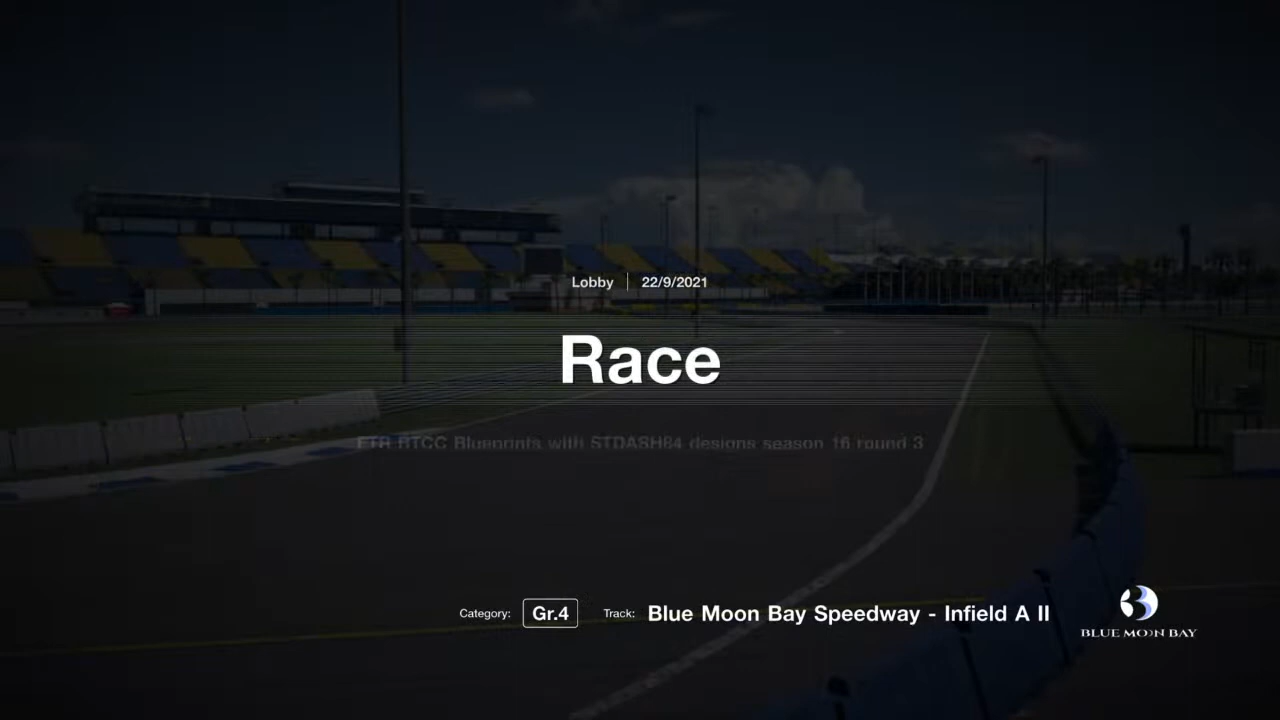 Lobby 22/9/2021
Race
FTR RTCC Blueprints with STDASH84 designs season 16 round 3
Category: Gr.4 Track: Blue Moon Bay Speedway - Infield A II
BLUE MOON BAY